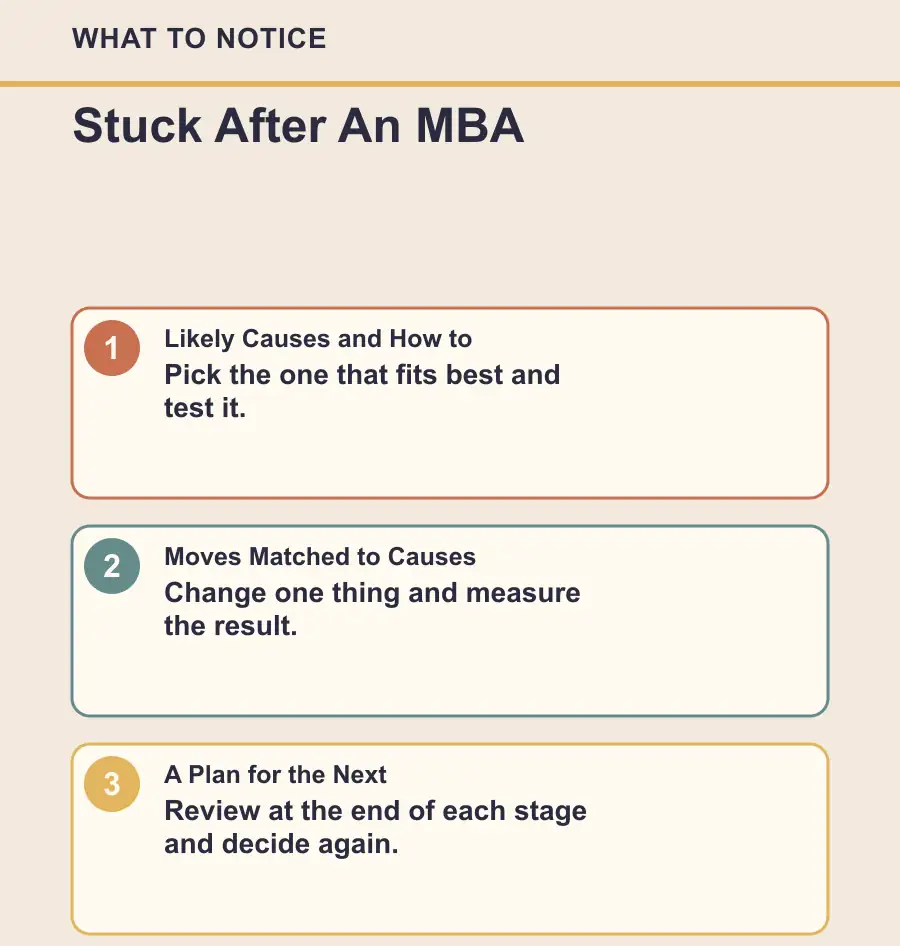 WHAT TO NOTICE
Stuck After An MBA
1
Likely Causes and How to
Pick the one that fits best and
test it.
2
Moves Matched to Causes
Change one thing and measure
the result.
3
A Plan for the Next
Review at the end of each stage
and decide again.